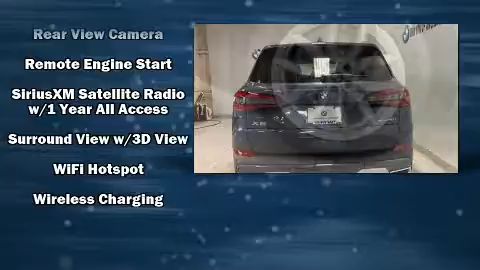 Rear View Camera
Remote Engine Start
SiriusXM Satellite Radio
w/1 Year All Access
Surround View w/3D View
WiFi Hotspot
Wireless Charging
X5